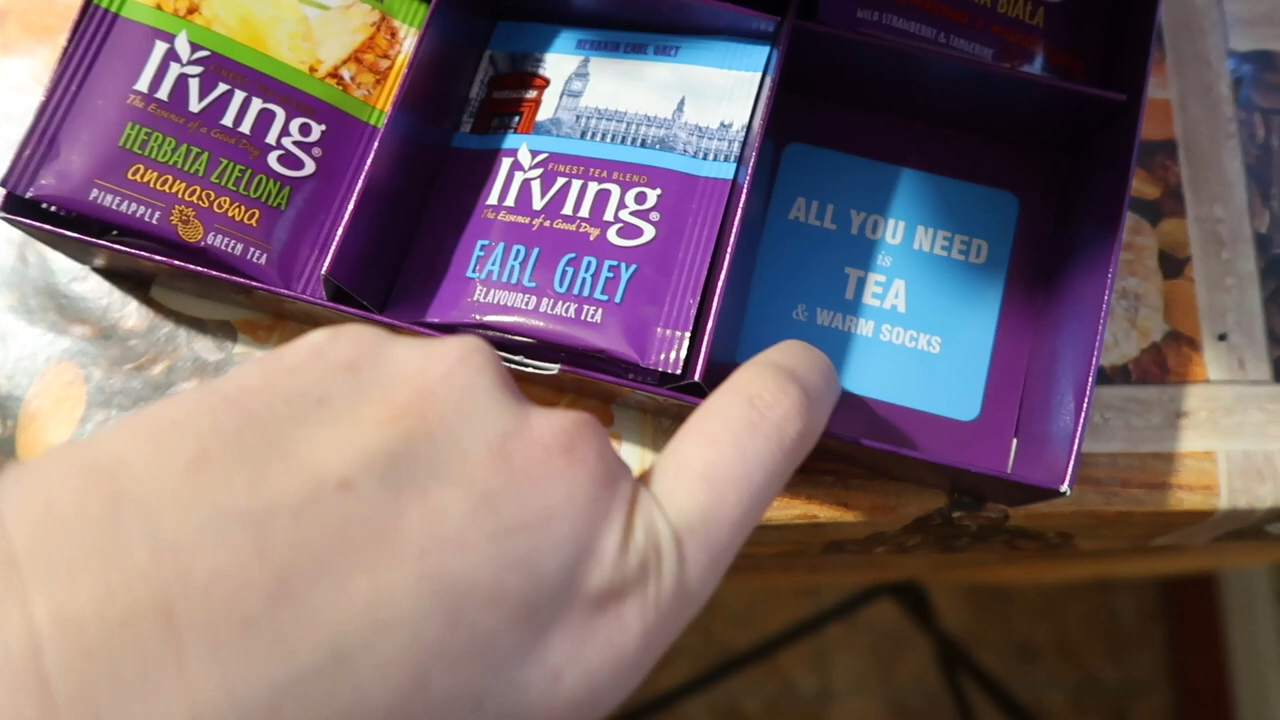 Irving®
The Essence of a Good Day
HERBATA ZIELONA
ananasowa
PINEAPPLE
GREEN TEA
HERBATA EARL GREY
FINEST TEA BLEND
Irving®
The Essence of a Good Day
EARL GREY
FLAVOURED BLACK TEA
BIAŁA
WILD STRAWBERRY & TANGERINE
ALL YOU NEED
is
TEA
& WARM SOCKS